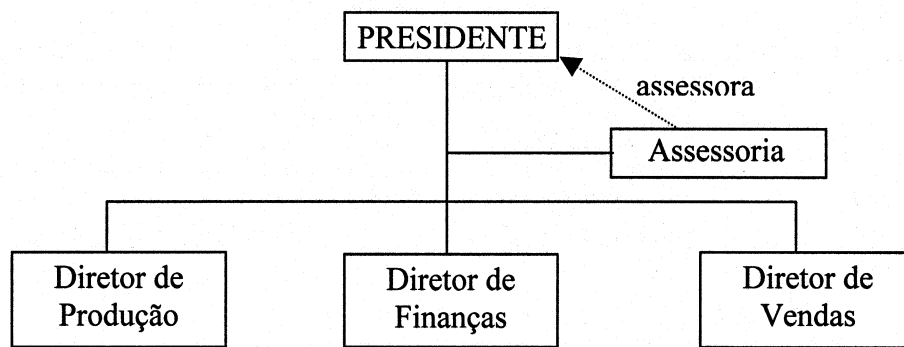 PRESIDENTE
assessora
Assessoria
Diretor de
Produção
Diretor de
Finanças
Diretor de
Vendas